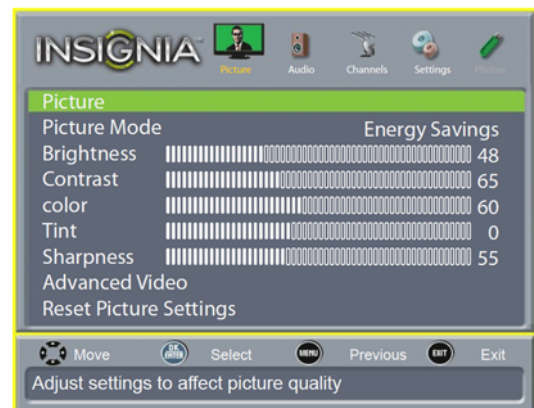 INSIGNIA
Picture Audio Channels Settings Photos
Picture
Picture Mode Energy Savings
Brightness 48
Contrast 65
color 60
Tint 0
Sharpness 55
Advanced Video
Reset Picture Settings
Move OK ENTER Select MENU Previous EXIT Exit
Adjust settings to affect picture quality